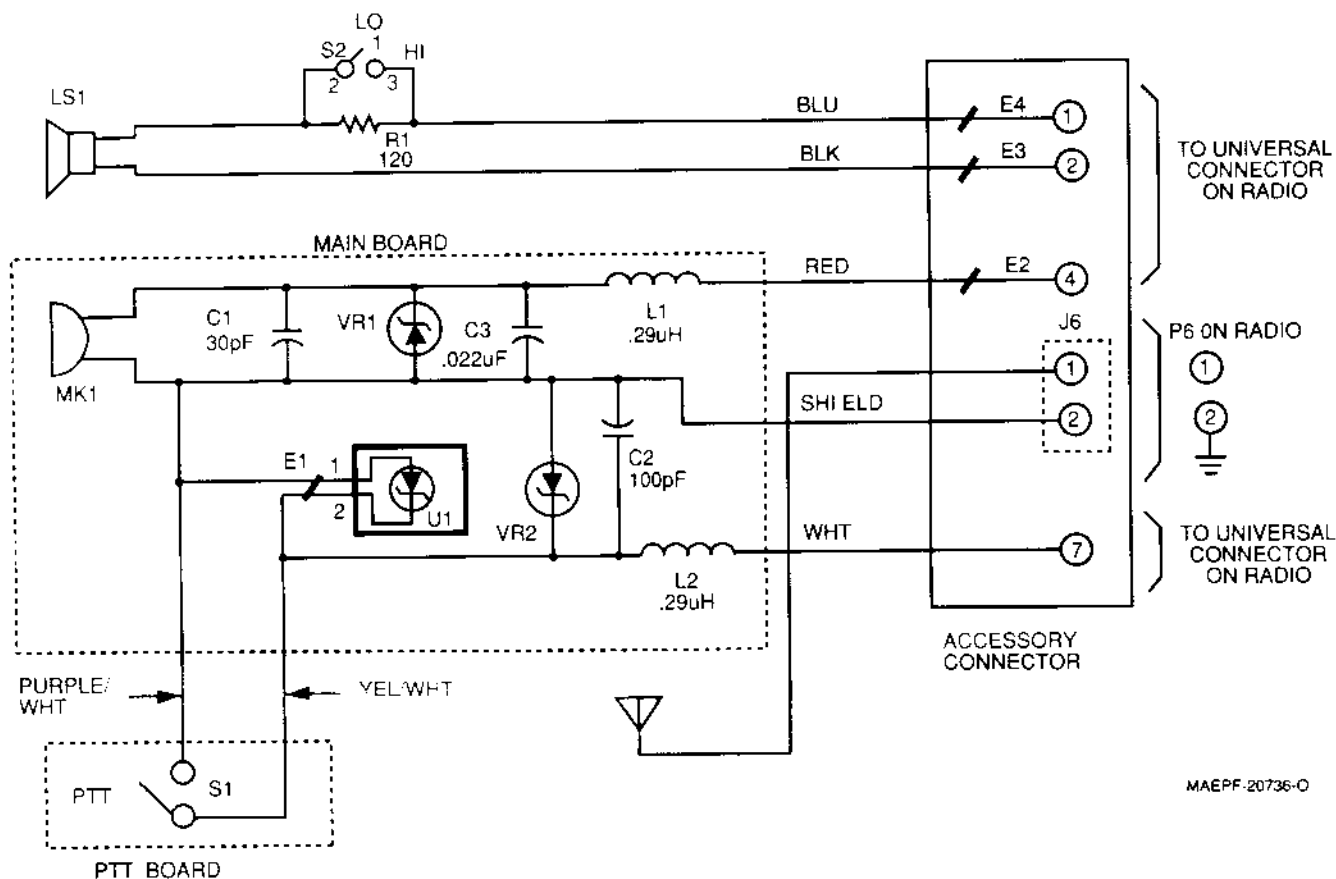 LO
S2 1 HI
2 3
LS1
R1
120
BLU E4 1
BLK E3 2
TO UNIVERSAL
CONNECTOR
ON RADIO
MAIN BOARD
RED E2 4
C1
30pF
VR1
C3
.022uF
L1
.29uH
J6
P6 0N RADIO
1 1
MK1
SHI ELD 2 2
E1 1
2
U1
C2
100pF
VR2
WHT 7
L2
.29uH
TO UNIVERSAL
CONNECTOR
ON RADIO
ACCESSORY
CONNECTOR
PURPLE/
WHT
YEL/WHT
PTT S1
MAEPF-20736-O
PTT BOARD